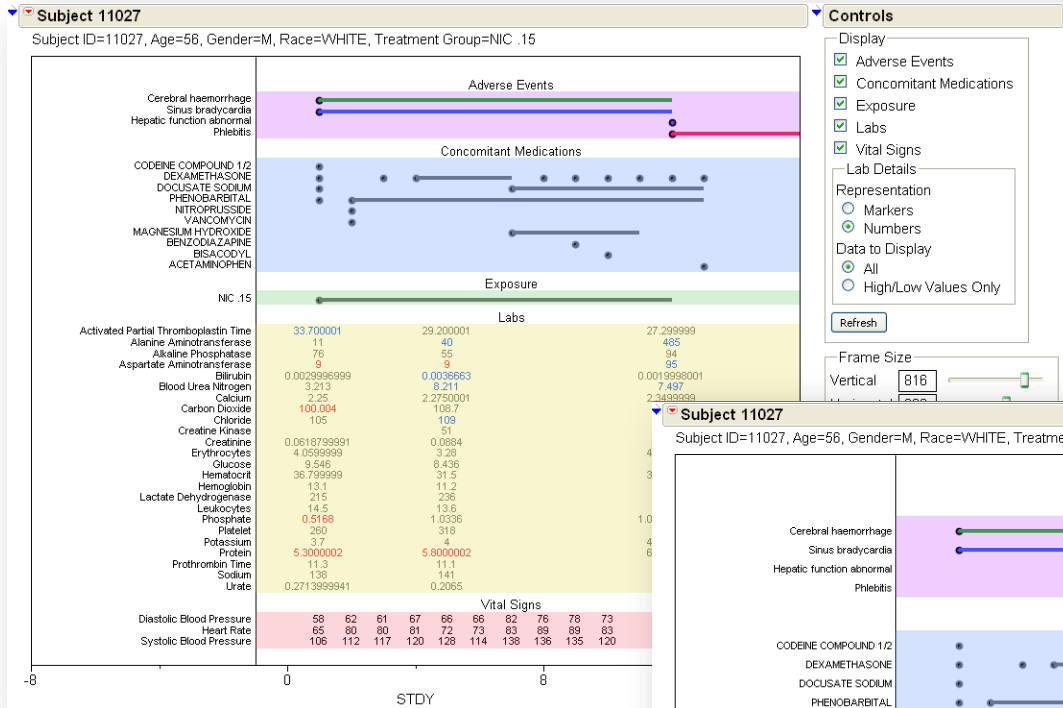 Subject 11027
Subject ID=11027, Age=56, Gender=M, Race=WHITE, Treatment Group=NIC .15
Adverse Events
Cerebral haemorrhage
Sinus bradycardia
Hepatic function abnormal
Phlebitis
Concomitant Medications
CODEINE COMPOUND 1/2
DEXAMETHASONE
DOCUSATE SODIUM
PHENOBARBITAL
NITROPRUSSIDE
VANCOMYCIN
MAGNESIUM HYDROXIDE
BENZODIAZAPINE
BISACODYL
ACETAMINOPHEN
Exposure
NIC .15
Labs
Activated Partial Thromboplastin Time 33.700001 29.200001 27.299999
Alanine Aminotransferase 11 40 485
Alkaline Phosphatase 76 55 94
Aspartate Aminotransferase 9 9 95
Bilirubin 0.0029996999 0.0036663 0.0019998001
Blood Urea Nitrogen 3.213 8.211 7.497
Calcium 2.25 2.2750001 2.3499999
Carbon Dioxide 100.004 108.7
Chloride 105 109
Creatine Kinase 51
Creatinine 0.0618799991 0.0884
Erythrocytes 4.0599999 3.28 4
Glucose 9.546 8.436
Hematocrit 36.799999 31.5 3
Hemoglobin 13.1 11.2
Lactate Dehydrogenase 215 236
Leukocytes 14.5 13.6
Phosphate 0.5168 1.0336 1.0
Platelet 260 318
Potassium 3.7 4 4
Protein 5.3000002 5.8000002 6
Prothrombin Time 11.3 11.1
Sodium 138 141
Urate 0.2713999941 0.2065
Vital Signs
Diastolic Blood Pressure 58 62 61 67 66 66 82 76 78 73
Heart Rate 65 80 80 81 72 73 83 89 89 83
Systolic Blood Pressure 106 112 117 120 128 114 138 136 135 120
-8 0 8
STDY
Controls
Display
Adverse Events
Concomitant Medications
Exposure
Labs
Vital Signs
Lab Details
Representation
Markers
Numbers
Data to Display
All
High/Low Values Only
Refresh
Frame Size
Vertical 816
Subject 11027
Subject ID=11027, Age=56, Gender=M, Race=WHITE, Treatme
Cerebral haemorrhage
Sinus bradycardia
Hepatic function abnormal
Phlebitis
CODEINE COMPOUND 1/2
DEXAMETHASONE
DOCUSATE SODIUM
PHENOBARBITAL